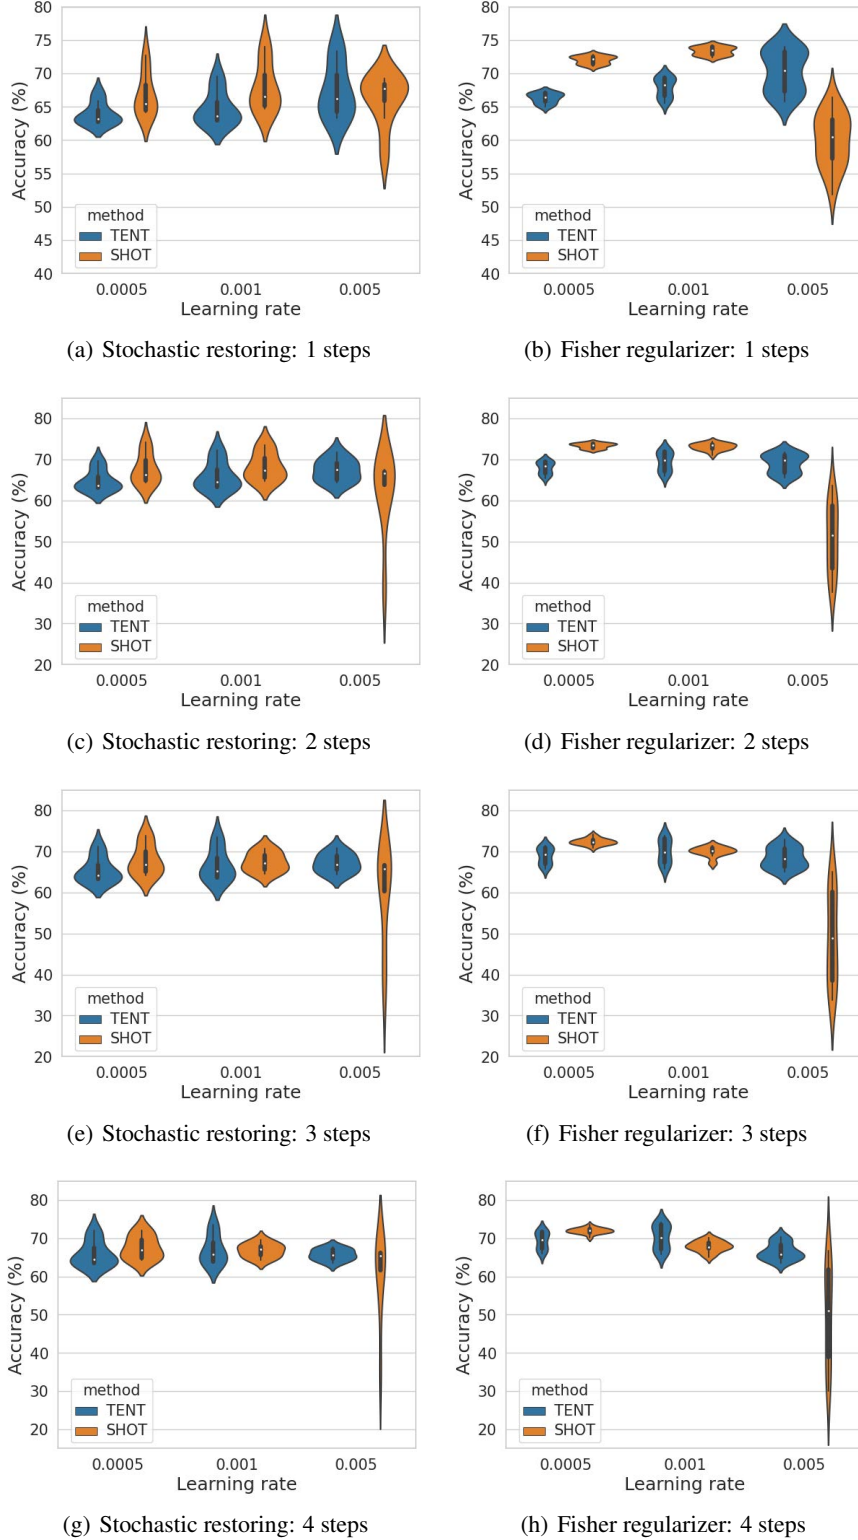 80
75
70
65
60
55
50
45
40
Accuracy (%)
method
TENT
SHOT
0.0005 0.001 0.005
Learning rate
(a) Stochastic restoring: 1 steps
80
75
70
65
60
55
50
45
40
Accuracy (%)
method
TENT
SHOT
0.0005 0.001 0.005
Learning rate
(b) Fisher regularizer: 1 steps
80
70
60
50
40
30
20
Accuracy (%)
method
TENT
SHOT
0.0005 0.001 0.005
Learning rate
(c) Stochastic restoring: 2 steps
80
70
60
50
40
30
20
Accuracy (%)
method
TENT
SHOT
0.0005 0.001 0.005
Learning rate
(d) Fisher regularizer: 2 steps
80
70
60
50
40
30
20
Accuracy (%)
method
TENT
SHOT
0.0005 0.001 0.005
Learning rate
(e) Stochastic restoring: 3 steps
80
70
60
50
40
30
20
Accuracy (%)
method
TENT
SHOT
0.0005 0.001 0.005
Learning rate
(f) Fisher regularizer: 3 steps
80
70
60
50
40
30
20
Accuracy (%)
method
TENT
SHOT
0.0005 0.001 0.005
Learning rate
(g) Stochastic restoring: 4 steps
80
70
60
50
40
30
20
Accuracy (%)
method
TENT
SHOT
0.0005 0.001 0.005
Learning rate
(h) Fisher regularizer: 4 steps